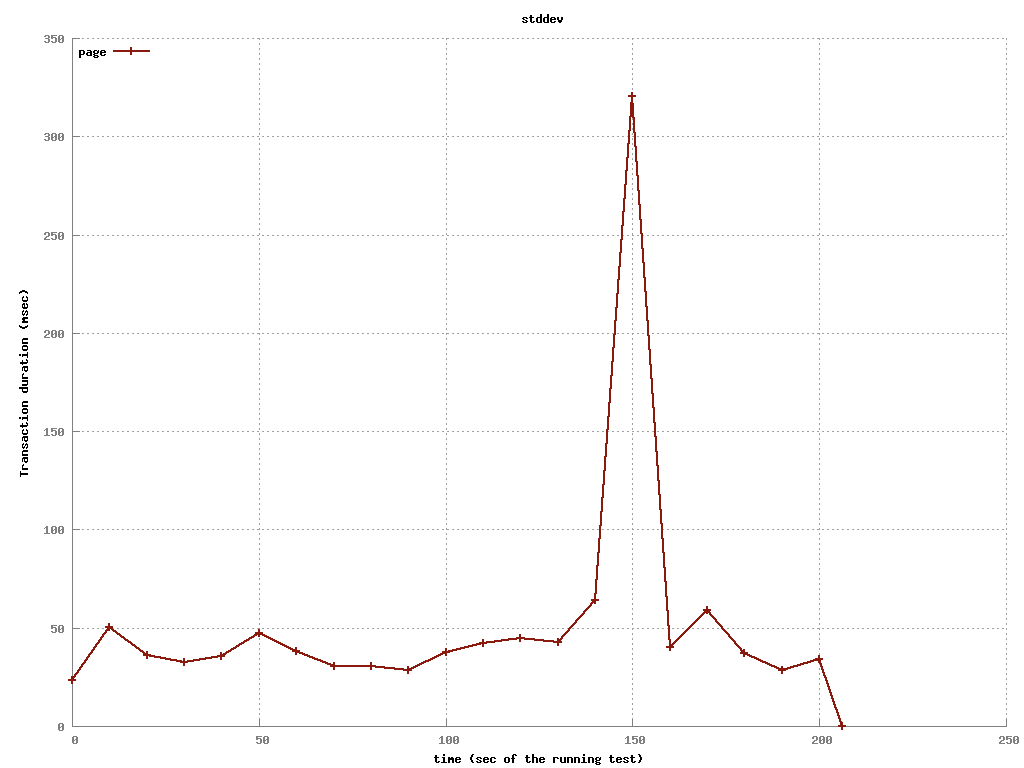 stddev
350
page
300
250
200
150
100
50
0
Transaction duration (msec)
0 50 100 150 200 250
time (sec of the running test)